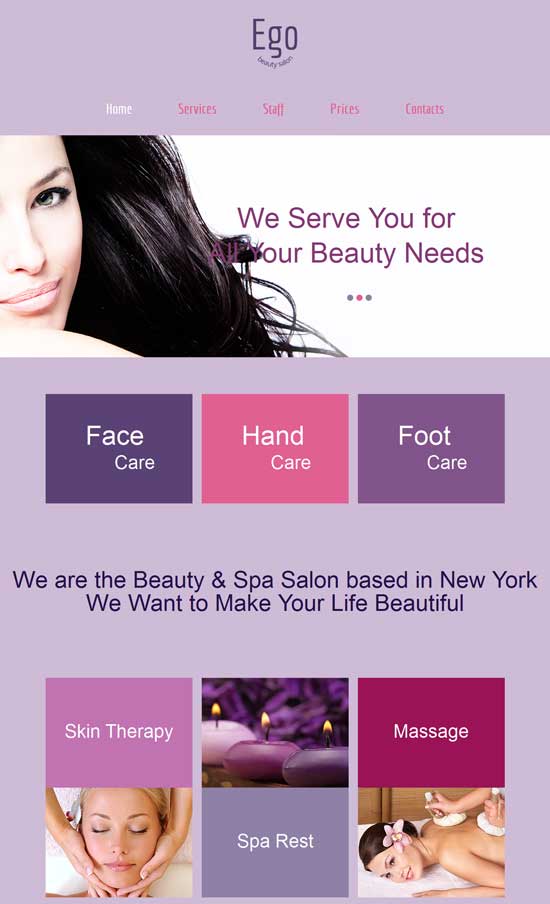 Ego
beauty salon
Home Services Staff Prices Contacts
We Serve You for
All Your Beauty Needs
Face
Care
Hand
Care
Foot
Care
We are the Beauty & Spa Salon based in New York
We Want to Make Your Life Beautiful
Skin Therapy
Massage
Spa Rest